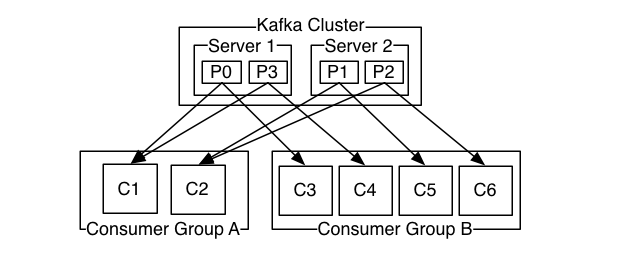 Kafka Cluster
Server 1 Server 2
P0 P3 P1 P2
C1 C2 C3 C4 C5 C6
Consumer Group A Consumer Group B